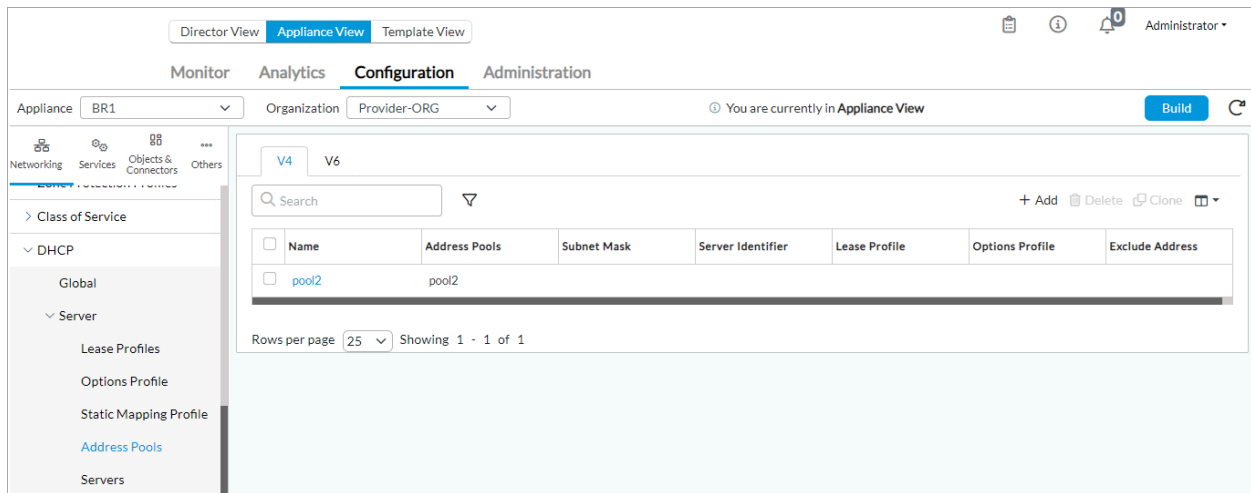 Director View Appliance View Template View
0
Administrator
Monitor Analytics Configuration Administration
Appliance BR1 Organization Provider-ORG You are currently in Appliance View Build
Networking Services Objects & Connectors Others
V4 V6
Search + Add Delete Clone
Class of Service
DHCP
Global
Server
Lease Profiles
Options Profile
Static Mapping Profile
Address Pools
Servers
Name Address Pools Subnet Mask Server Identifier Lease Profile Options Profile Exclude Address
pool2 pool2
Rows per page 25 Showing 1 - 1 of 1